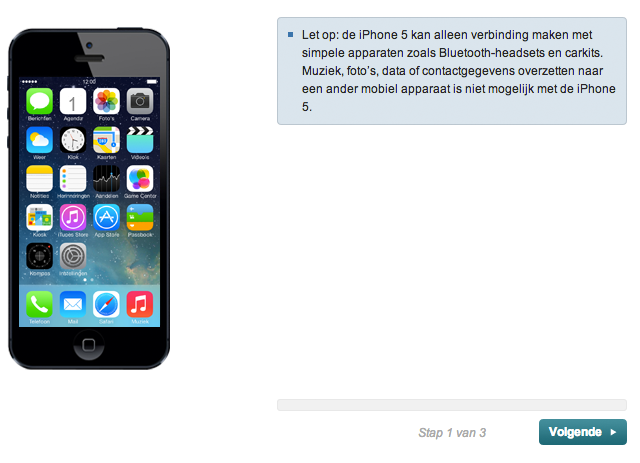 12:00
Berichten Agenda Foto's Camera
1
Weer Klok Kaarten Video's
Notities Herinneringen Aandelen Game Center
Kiosk iTunes Store App Store Passbook
Kompas Instellingen
Telefoon Mail Safari Muziek
Let op: de iPhone 5 kan alleen verbinding maken met
simpele apparaten zoals Bluetooth-headsets en carkits.
Muziek, foto's, data of contactgegevens overzetten naar
een ander mobiel apparaat is niet mogelijk met de iPhone
5.
Stap 1 van 3
Volgende